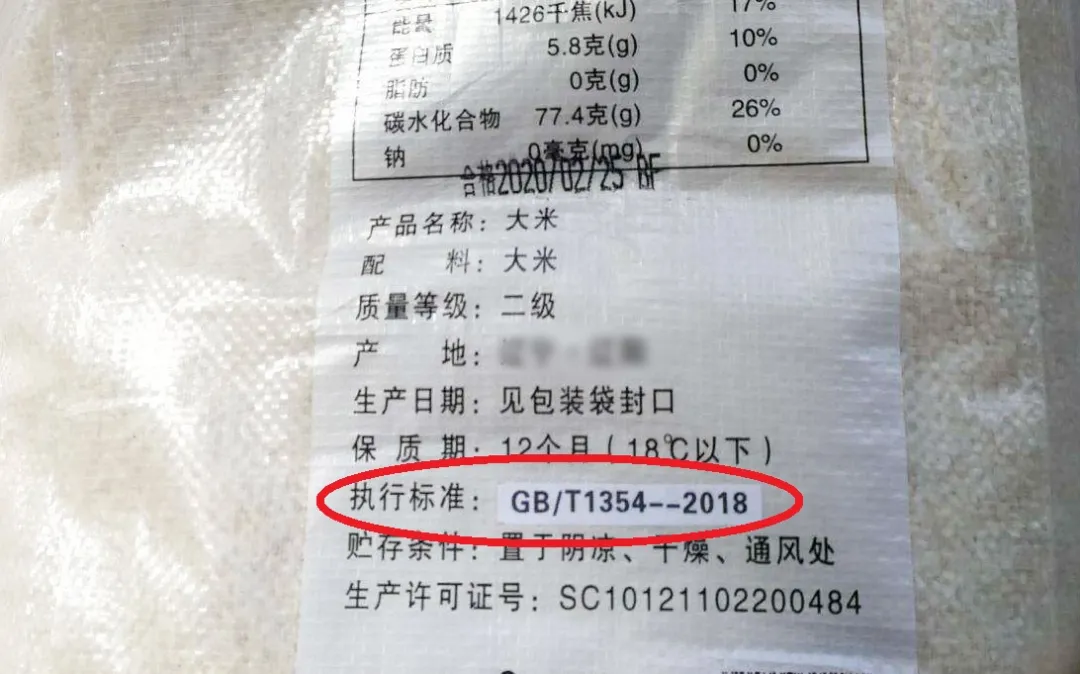 能量 1426千焦(kJ) 17%
蛋白质 5.8克(g) 10%
脂肪 0克(g) 0%
碳水化合物 77.4克(g) 26%
钠 0毫克(mg) 0%
合格2020/02/25 BF
产品名称：大米
配 料：大米
质量等级：二级
产 地：
生产日期：见包装袋封口
保 质 期：12个月（18℃以下）
执行标准：GB/T1354--2018
贮存条件：置于阴凉、干燥、通风处
生产许可证号：SC10121102200484